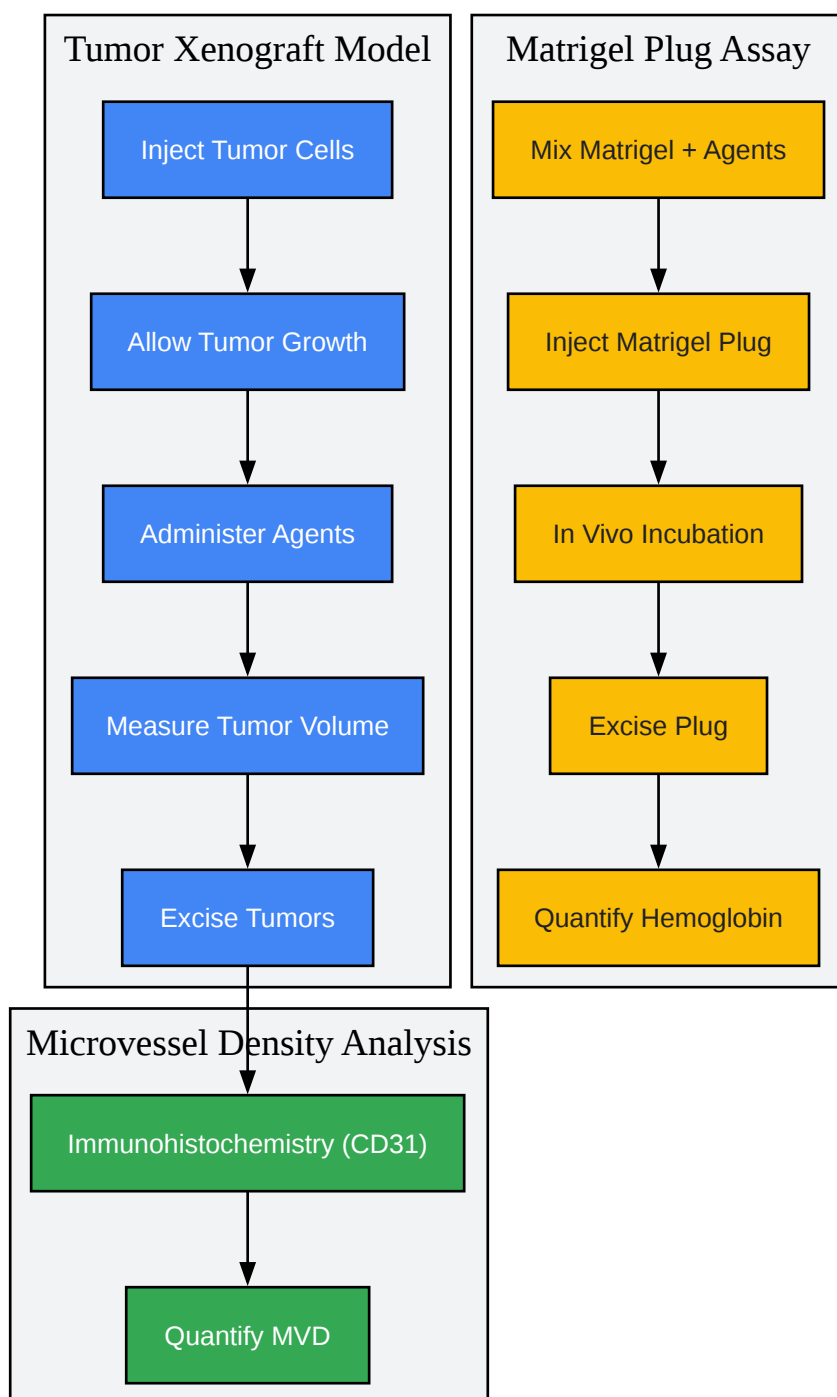 Tumor Xenograft Model
Inject Tumor Cells
Allow Tumor Growth
Administer Agents
Measure Tumor Volume
Excise Tumors
Matrigel Plug Assay
Mix Matrigel + Agents
Inject Matrigel Plug
In Vivo Incubation
Excise Plug
Quantify Hemoglobin
Microvessel Density Analysis
Immunohistochemistry (CD31)
Quantify MVD